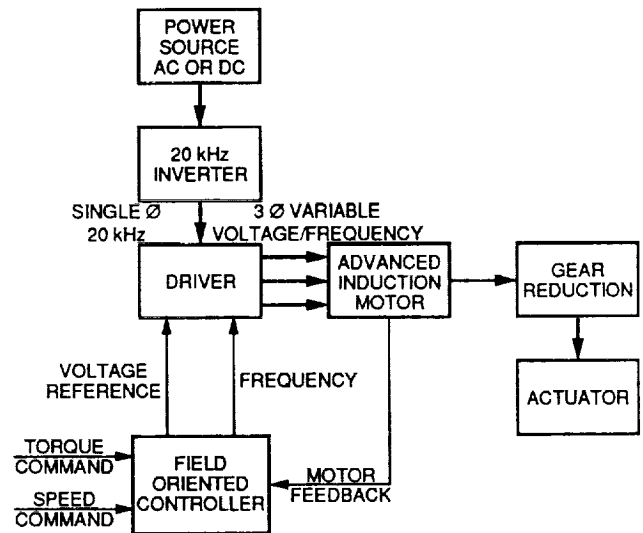 POWER
SOURCE
AC OR DC
20 kHz
INVERTER
SINGLE Ø
20 kHz
3 Ø VARIABLE
VOLTAGE/FREQUENCY
DRIVER
ADVANCED
INDUCTION
MOTOR
GEAR
REDUCTION
ACTUATOR
VOLTAGE
REFERENCE
FREQUENCY
TORQUE
COMMAND
SPEED
COMMAND
FIELD
ORIENTED
CONTROLLER
MOTOR
FEEDBACK